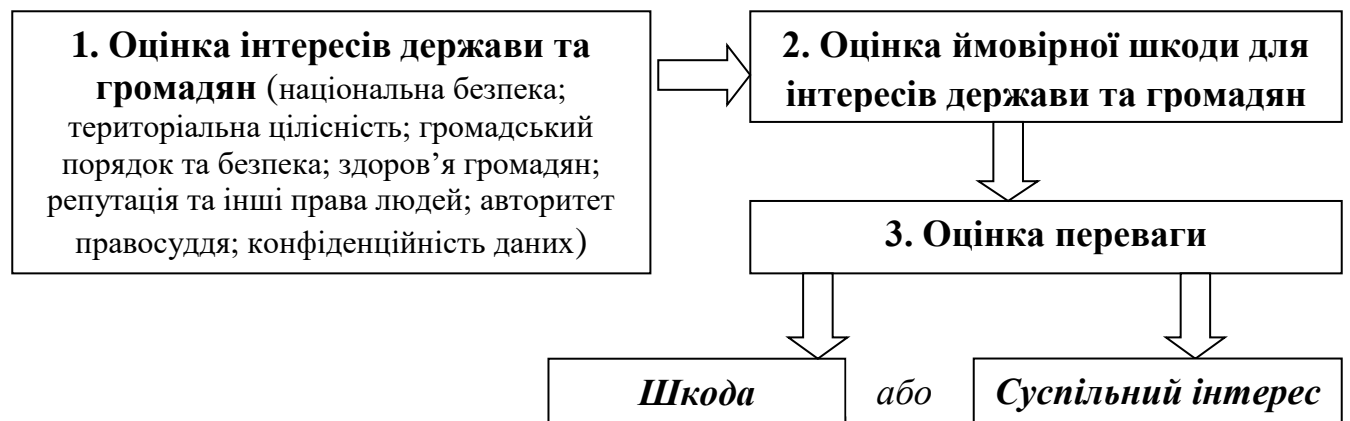 1. Оцінка інтересів держави та
громадян (національна безпека;
територіальна цілісність; громадський
порядок та безпека; здоров’я громадян;
репутація та інші права людей; авторитет
правосуддя; конфіденційність даних)
2. Оцінка ймовірної шкоди для
інтересів держави та громадян
3. Оцінка переваги
Шкода або Суспільний інтерес